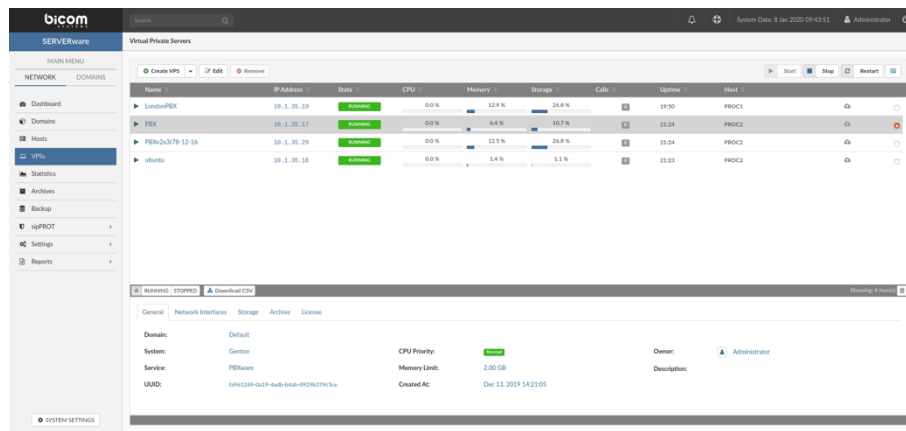 bicom
SYSTEMS
Search
System Date: 8 Jan 2020 09:43:51
Administrator
SERVERware
Virtual Private Servers
MAIN MENU
NETWORK DOMAINS
Create VPS Edit Remove
Start Stop Restart
Name IP Address State CPU Memory Storage Calls Uptime Host
Dashboard
Domains
Hosts
VPSs
Statistics
Archives
Backup
sipPROT
Settings
Reports
LondonPBX 10.1.35.19 RUNNING 0.0 % 12.9 % 26.8 % 0 19:50 PROC1
PBX 10.1.35.17 RUNNING 0.0 % 6.4 % 10.7 % 0 21:24 PROC2
PBXv2x3t78-12-16 10.1.35.29 RUNNING 0.0 % 12.5 % 26.8 % 0 21:24 PROC2
ubuntu 10.1.35.18 RUNNING 0.0 % 1.4 % 1.1 % 0 21:23 PROC2
RUNNING STOPPED Download CSV
Showing: 4 item(s)
General Network Interfaces Storage Archive License
Domain: Default
System: Gentoo CPU Priority: Normal Owner: Administrator
Service: PBXware Memory Limit: 2.00 GB Description:
UUID: Created At: Dec 13, 2019 14:21:05
SYSTEM SETTINGS